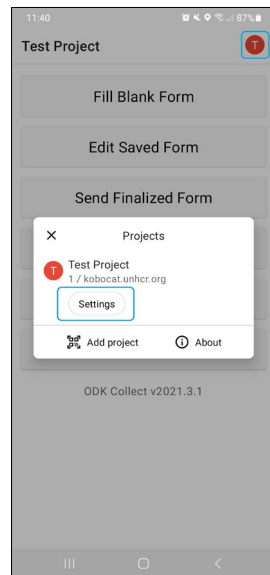 11:40
87%
Test Project
T
Fill Blank Form
Edit Saved Form
Send Finalized Form
Projects
T
Test Project
1 / kobocat.unhcr.org
Settings
Add project
About
ODK Collect v2021.3.1